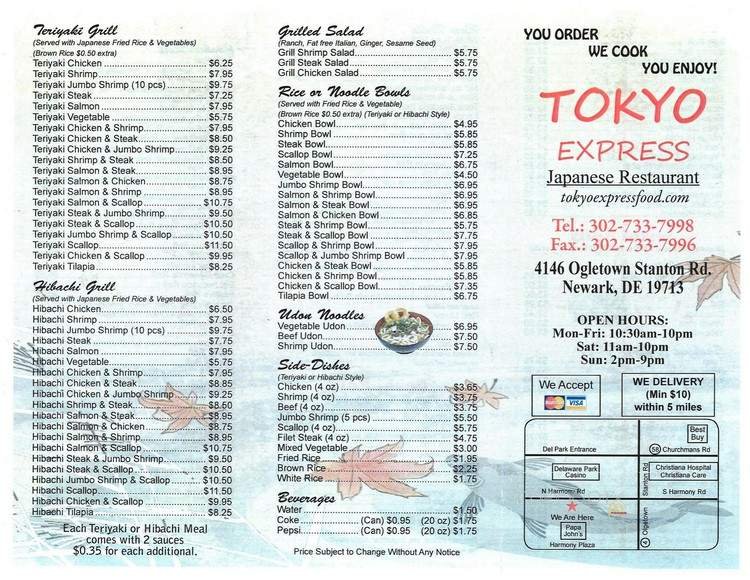 Teriyaki Grill
(Served with Japanese Fried Rice & Vegetables)
(Brown Rice $0.50 extra)
Teriyaki Chicken $6.25
Teriyaki Shrimp $7.95
Teriyaki Jumbo Shrimp (10 pcs) $9.75
Teriyaki Steak $7.25
Teriyaki Salmon $7.95
Teriyaki Vegetable $5.75
Teriyaki Chicken & Shrimp $7.95
Teriyaki Chicken & Steak $8.50
Teriyaki Chicken & Jumbo Shrimp $9.25
Teriyaki Shrimp & Steak $8.50
Teriyaki Salmon & Steak $8.95
Teriyaki Salmon & Chicken $8.75
Teriyaki Salmon & Shrimp $8.95
Teriyaki Salmon & Scallop $10.75
Teriyaki Steak & Jumbo Shrimp $9.50
Teriyaki Steak & Scallop $10.50
Teriyaki Jumbo Shrimp & Scallop $10.50
Teriyaki Scallop $11.50
Teriyaki Chicken & Scallop $9.95
Teriyaki Tilapia $8.25
Hibachi Grill
(Served with Japanese Fried Rice & Vegetables)
Hibachi Chicken $6.50
Hibachi Shrimp $7.95
Hibachi Jumbo Shrimp (10 pcs) $9.75
Hibachi Steak $7.75
Hibachi Salmon $7.95
Hibachi Vegetable $5.75
Hibachi Chicken & Shrimp $7.95
Hibachi Chicken & Steak $8.85
Hibachi Chicken & Jumbo Shrimp $9.25
Hibachi Shrimp & Steak $8.60
Hibachi Salmon & Steak $8.95
Hibachi Salmon & Chicken $8.75
Hibachi Salmon & Shrimp $8.95
Hibachi Salmon & Scallop $10.75
Hibachi Steak & Jumbo Shrimp $9.50
Hibachi Steak & Scallop $10.50
Hibachi Jumbo Shrimp & Scallop $10.50
Hibachi Scallop $11.50
Hibachi Chicken & Scallop $9.95
Hibachi Tilapia $8.25
Each Teriyaki or Hibachi Meal
comes with 2 sauces
$0.35 for each additional.
Grilled Salad
(Ranch, Fat free Italian, Ginger, Sesame Seed)
Grill Shrimp Salad $5.75
Grill Steak Salad $5.75
Grill Chicken Salad $5.75
Rice or Noodle Bowls
(Served with Fried Rice & Vegetable)
(Brown Rice $0.50 extra) (Teriyaki or Hibachi Style)
Chicken Bowl $4.95
Shrimp Bowl $5.85
Steak Bowl $5.85
Scallop Bowl $7.25
Salmon Bowl $6.75
Vegetable Bowl $4.50
Jumbo Shrimp Bowl $6.95
Salmon & Shrimp Bowl $6.95
Salmon & Steak Bowl $6.95
Salmon & Chicken Bowl $6.85
Steak & Shrimp Bowl $5.75
Steak & Scallop Bowl $7.75
Scallop & Shrimp Bowl $7.95
Scallop & Jumbo Shrimp Bowl $7.95
Chicken & Steak Bowl $5.85
Chicken & Shrimp Bowl $5.85
Chicken & Scallop Bowl $7.35
Tilapia Bowl $6.75
Udon Noodles
Vegetable Udon $6.95
Beef Udon $7.50
Shrimp Udon $7.50
Side-Dishes
(Teriyaki or Hibachi Style)
Chicken (4 oz) $3.65
Shrimp (4 oz) $3.75
Beef (4 oz) $3.75
Jumbo Shrimp (5 pcs) $5.50
Scallop (4 oz) $5.75
Filet Steak (4 oz) $4.75
Mixed Vegetable $3.00
Fried Rice $1.95
Brown Rice $2.25
White Rice $1.75
Beverages
Water $1.50
Coke (Can) $0.95 (20 oz) $1.75
Pepsi (Can) $0.95 (20 oz) $1.75
Price Subject to Change Without Any Notice
YOU ORDER
WE COOK
YOU ENJOY!
TOKYO
EXPRESS
Japanese Restaurant
tokyoexpressfood.com
Tel.: 302-733-7998
Fax.: 302-733-7996
4146 Ogletown Stanton Rd.
Newark, DE 19713
OPEN HOURS:
Mon-Fri: 10:30am-10pm
Sat: 11am-10pm
Sun: 2pm-9pm
We Accept
VISA
WE DELIVERY
(Min $10)
within 5 miles
Best
Buy
Del Park Entrance
58 Churchmans Rd
Delaware Park
Casino
Stanton Rd
Christiana Hospital
Christiana Care
N Harmony Rd
S Harmony Rd
We Are Here
Papa
John's
Harmony Plaza
4 Ogletown